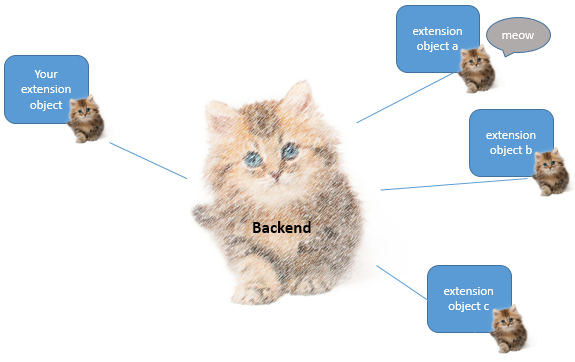 extension
object a
meow
Your
extension
object
extension
object b
Backend
extension
object c